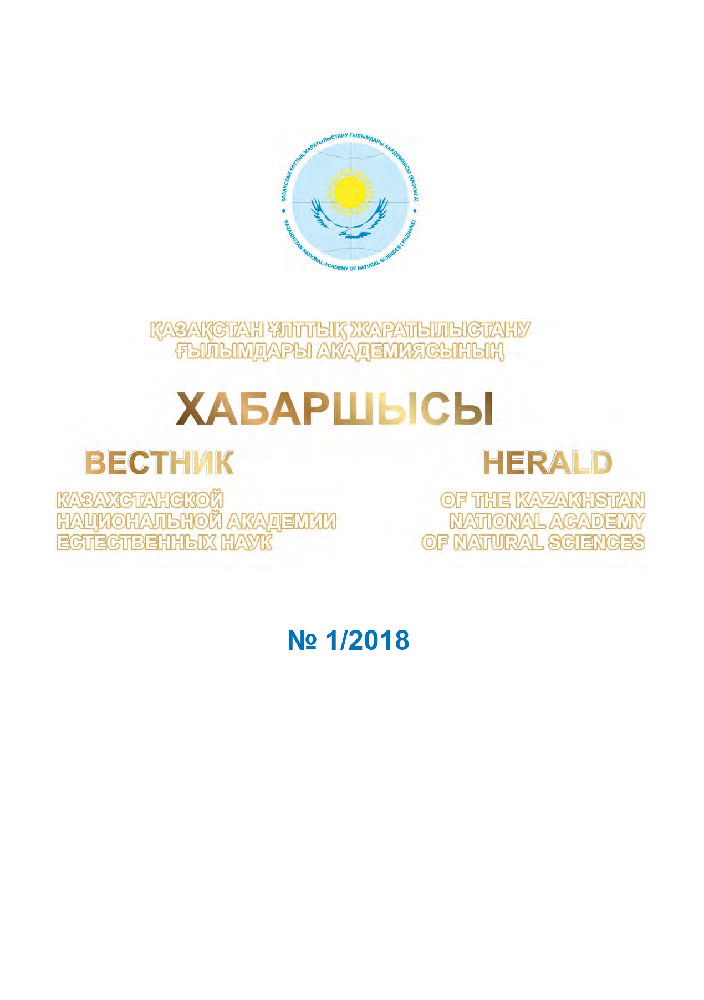 ҚАЗАҚСТАН ҰЛТТЫҚ ЖАРАТЫЛЫСТАНУ ҒЫЛЫМДАРЫ АКАДЕМИЯСЫ (ҚАЗҰЖҒА)
KAZAKHSTAN NATIONAL ACADEMY OF NATURAL SCIENCES ( KAZNANS)
ҚАЗАҚСТАН ҰЛТТЫҚ ЖАРАТЫЛЫСТАНУ
ҒЫЛЫМДАРЫ АКАДЕМИЯСЫНЫҢ
ХАБАРШЫСЫ
ВЕСТНИК
КАЗАХСТАНСКОЙ
НАЦИОНАЛЬНОЙ АКАДЕМИИ
ЕСТЕСТВЕННЫХ НАУК
HERALD
OF THE KAZAKHSTAN
NATIONAL ACADEMY
OF NATURAL SCIENCES
№ 1/2018